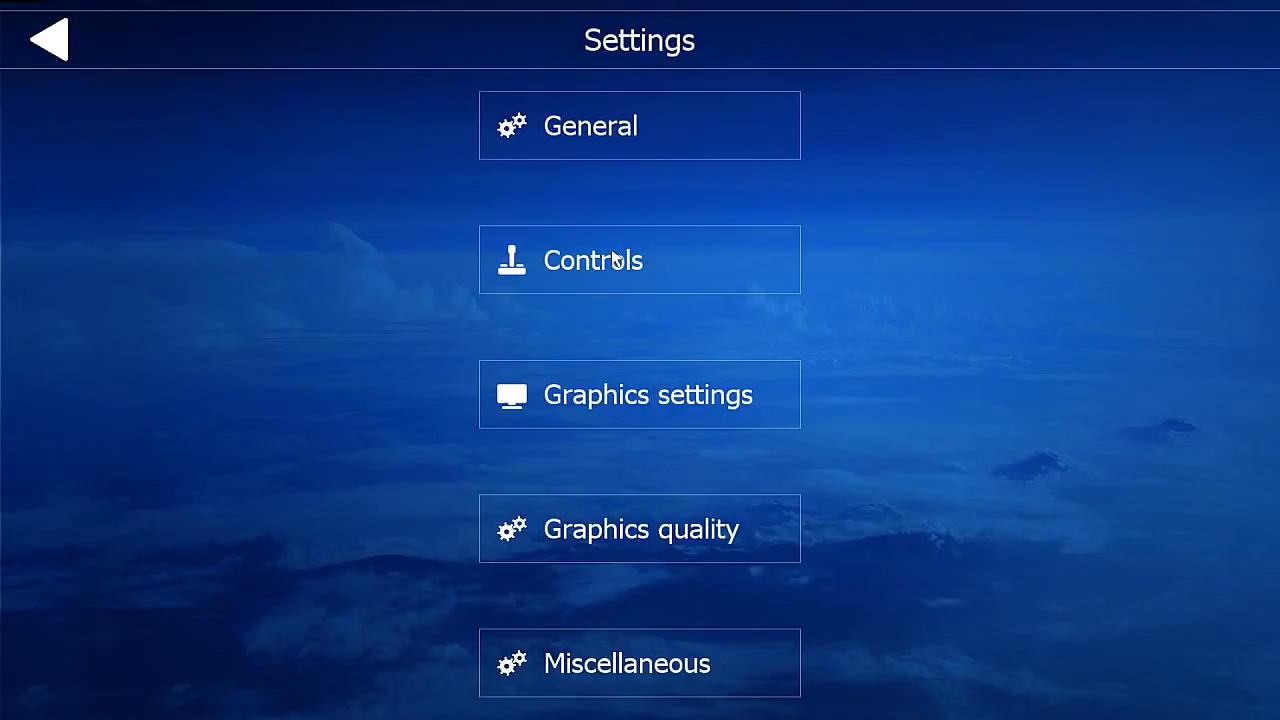 Settings
General
Controls
Graphics settings
Graphics quality
Miscellaneous